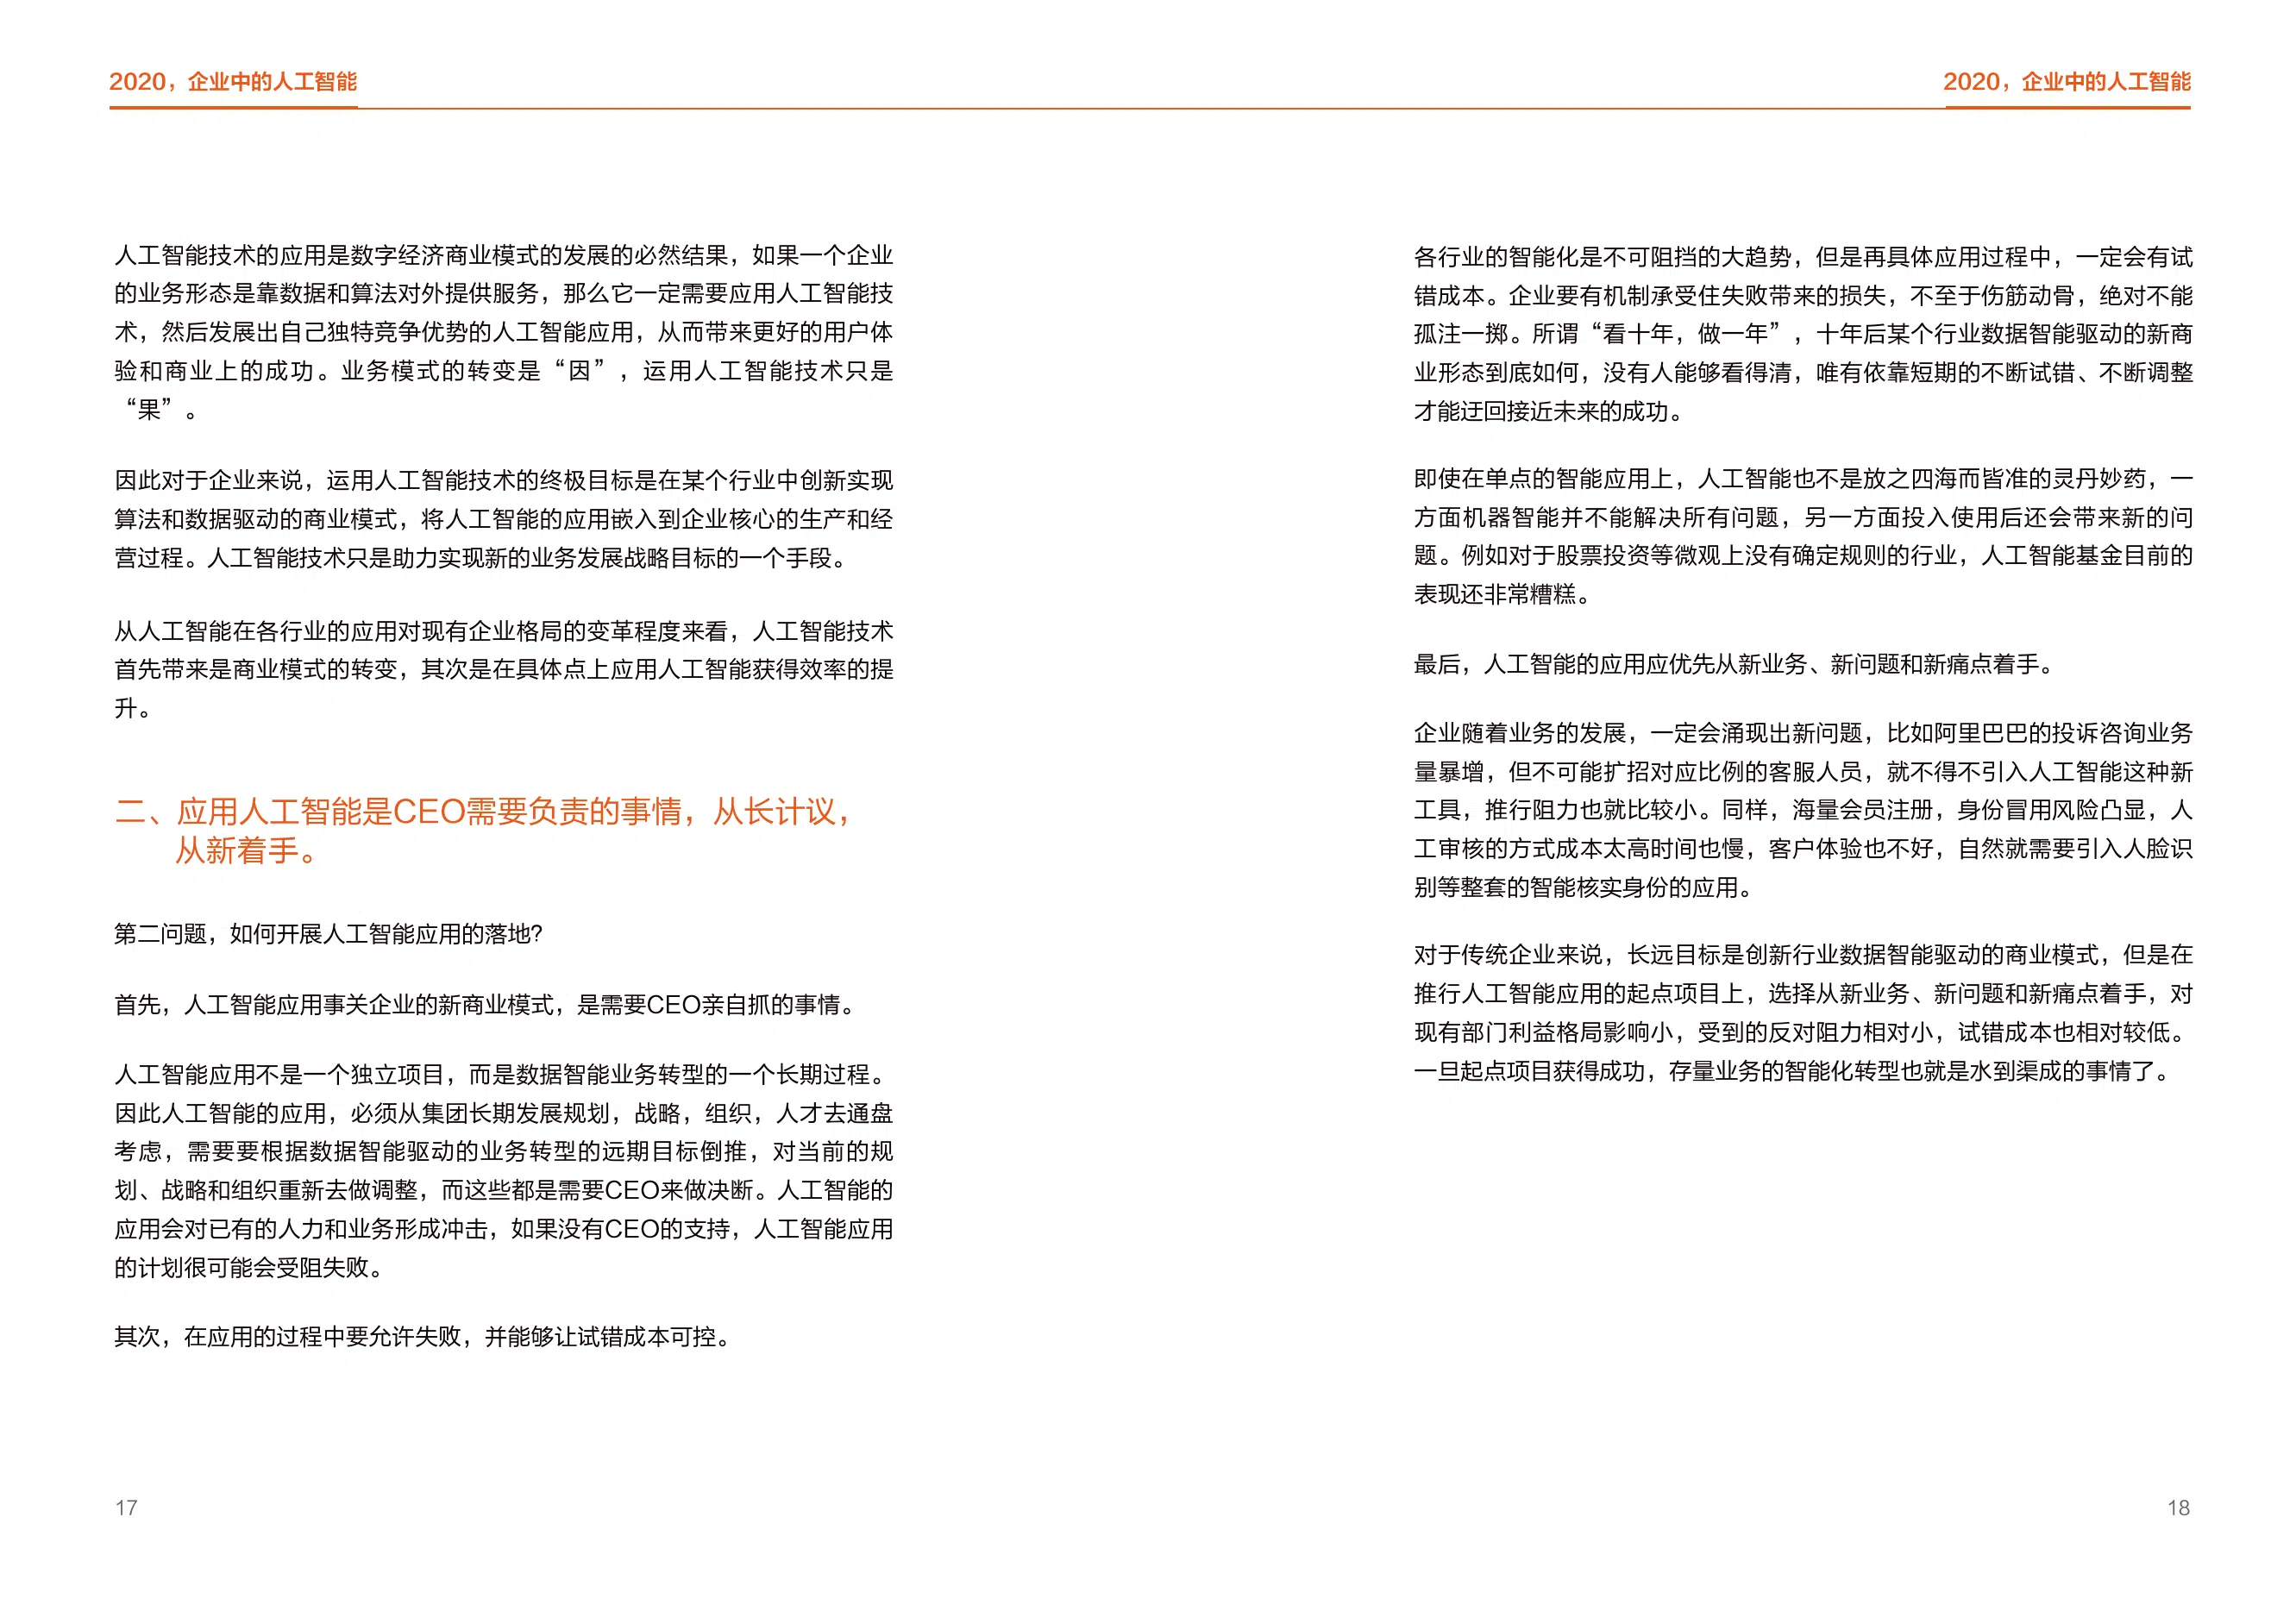 2020，企业中的人工智能
2020，企业中的人工智能
人工智能技术的应用是数字经济商业模式的发展的必然结果，如果一个企业
的业务形态是靠数据和算法对外提供服务，那么它一定需要应用人工智能技
术，然后发展出自己独特竞争优势的人工智能应用，从而带来更好的用户体
验和商业上的成功。业务模式的转变是“因”，运用人工智能技术只是
“果”。
因此对于企业来说，运用人工智能技术的终极目标是在某个行业中创新实现
算法和数据驱动的商业模式，将人工智能的应用嵌入到企业核心的生产和经
营过程。人工智能技术只是助力实现新的业务发展战略目标的一个手段。
从人工智能在各行业的应用对现有企业格局的变革程度来看，人工智能技术
首先带来是商业模式的转变，其次是在具体点上应用人工智能获得效率的提
升。
二、应用人工智能是CEO需要负责的事情，从长计议，
从新着手。
第二问题，如何开展人工智能应用的落地?
首先，人工智能应用事关企业的新商业模式，是需要CEO亲自抓的事情。
人工智能应用不是一个独立项目，而是数据智能业务转型的一个长期过程。
因此人工智能的应用，必须从集团长期发展规划，战略，组织，人才去通盘
考虑，需要要根据数据智能驱动的业务转型的远期目标倒推，对当前的规
划、战略和组织重新去做调整，而这些都是需要CEO来做决断。人工智能的
应用会对已有的人力和业务形成冲击，如果没有CEO的支持，人工智能应用
的计划很可能会受阻失败。
其次，在应用的过程中要允许失败，并能够让试错成本可控。
17
各行业的智能化是不可阻挡的大趋势，但是再具体应用过程中，一定会有试
错成本。企业要有机制承受住失败带来的损失，不至于伤筋动骨，绝对不能
孤注一掷。所谓“看十年，做一年”，十年后某个行业数据智能驱动的新商
业形态到底如何，没有人能够看得清，唯有依靠短期的不断试错、不断调整
才能迂回接近未来的成功。
即使在单点的智能应用上，人工智能也不是放之四海而皆准的灵丹妙药，一
方面机器智能并不能解决所有问题，另一方面投入使用后还会带来新的问
题。例如对于股票投资等微观上没有确定规则的行业，人工智能基金目前的
表现还非常糟糕。
最后，人工智能的应用应优先从新业务、新问题和新痛点着手。
企业随着业务的发展，一定会涌现出新问题，比如阿里巴巴的投诉咨询业务
量暴增，但不可能扩招对应比例的客服人员，就不得不引入人工智能这种新
工具，推行阻力也就比较小。同样，海量会员注册，身份冒用风险凸显，人
工审核的方式成本太高时间也慢，客户体验也不好，自然就需要引入人脸识
别等整套的智能核实身份的应用。
对于传统企业来说，长远目标是创新行业数据智能驱动的商业模式，但是在
推行人工智能应用的起点项目上，选择从新业务、新问题和新痛点着手，对
现有部门利益格局影响小，受到的反对阻力相对小，试错成本也相对较低。
一旦起点项目获得成功，存量业务的智能化转型也就是水到渠成的事情了。
18